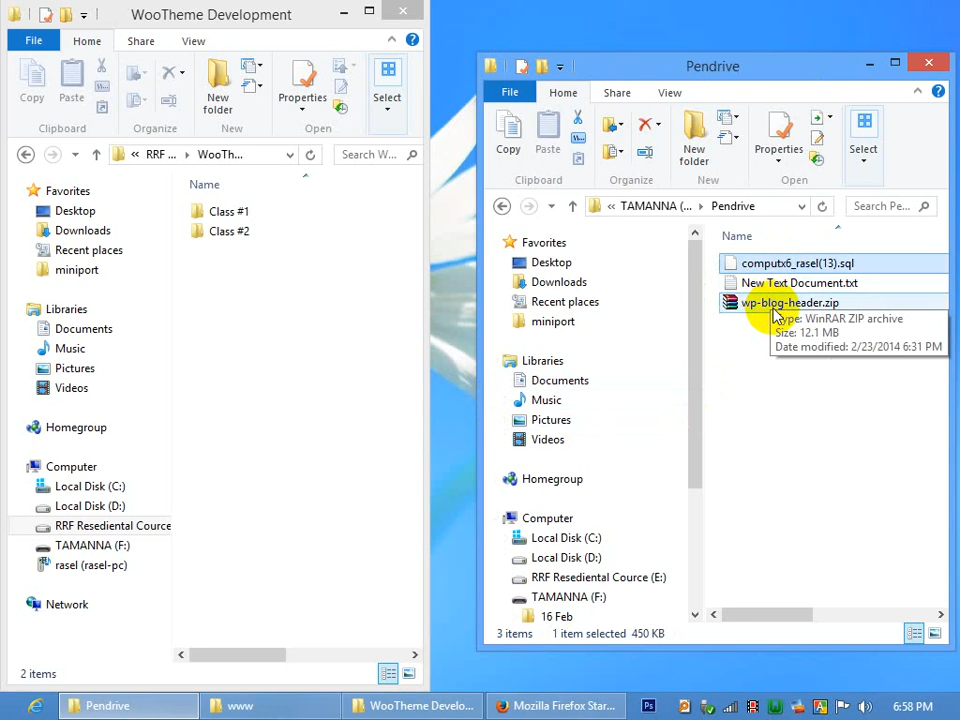 WooTheme Development
File
Home
Share
View
Copy
Paste
New folder
Properties
Select
Clipboard
Organize
New
Open
« RRF ...
WooTh...
Search W...
Favorites
Desktop
Downloads
Recent places
miniport
Libraries
Documents
Music
Pictures
Videos
Homegroup
Computer
Local Disk (C:)
Local Disk (D:)
RRF Resediental Cource
TAMANNA (F:)
rasel (rasel-pc)
Network
Name
Class #1
Class #2
2 items
Pendrive
File
Home
Share
View
Copy
Paste
New folder
Properties
Select
Clipboard
Organize
New
Open
« TAMANNA (...
Pendrive
Search Pe...
Favorites
Desktop
Downloads
Recent places
miniport
Libraries
Documents
Music
Pictures
Videos
Homegroup
Computer
Local Disk (C:)
Local Disk (D:)
RRF Resediental Cource (E:)
TAMANNA (F:)
16 Feb
Name
computx6_rasel(13).sql
New Text Document.txt
wp-blog-header.zip
Type: WinRAR ZIP archive
Size: 12.1 MB
Date modified: 2/23/2014 6:31 PM
3 items
1 item selected 450 KB
Pendrive
www
WooTheme Develop...
Mozilla Firefox Star...
Ps
6:58 PM